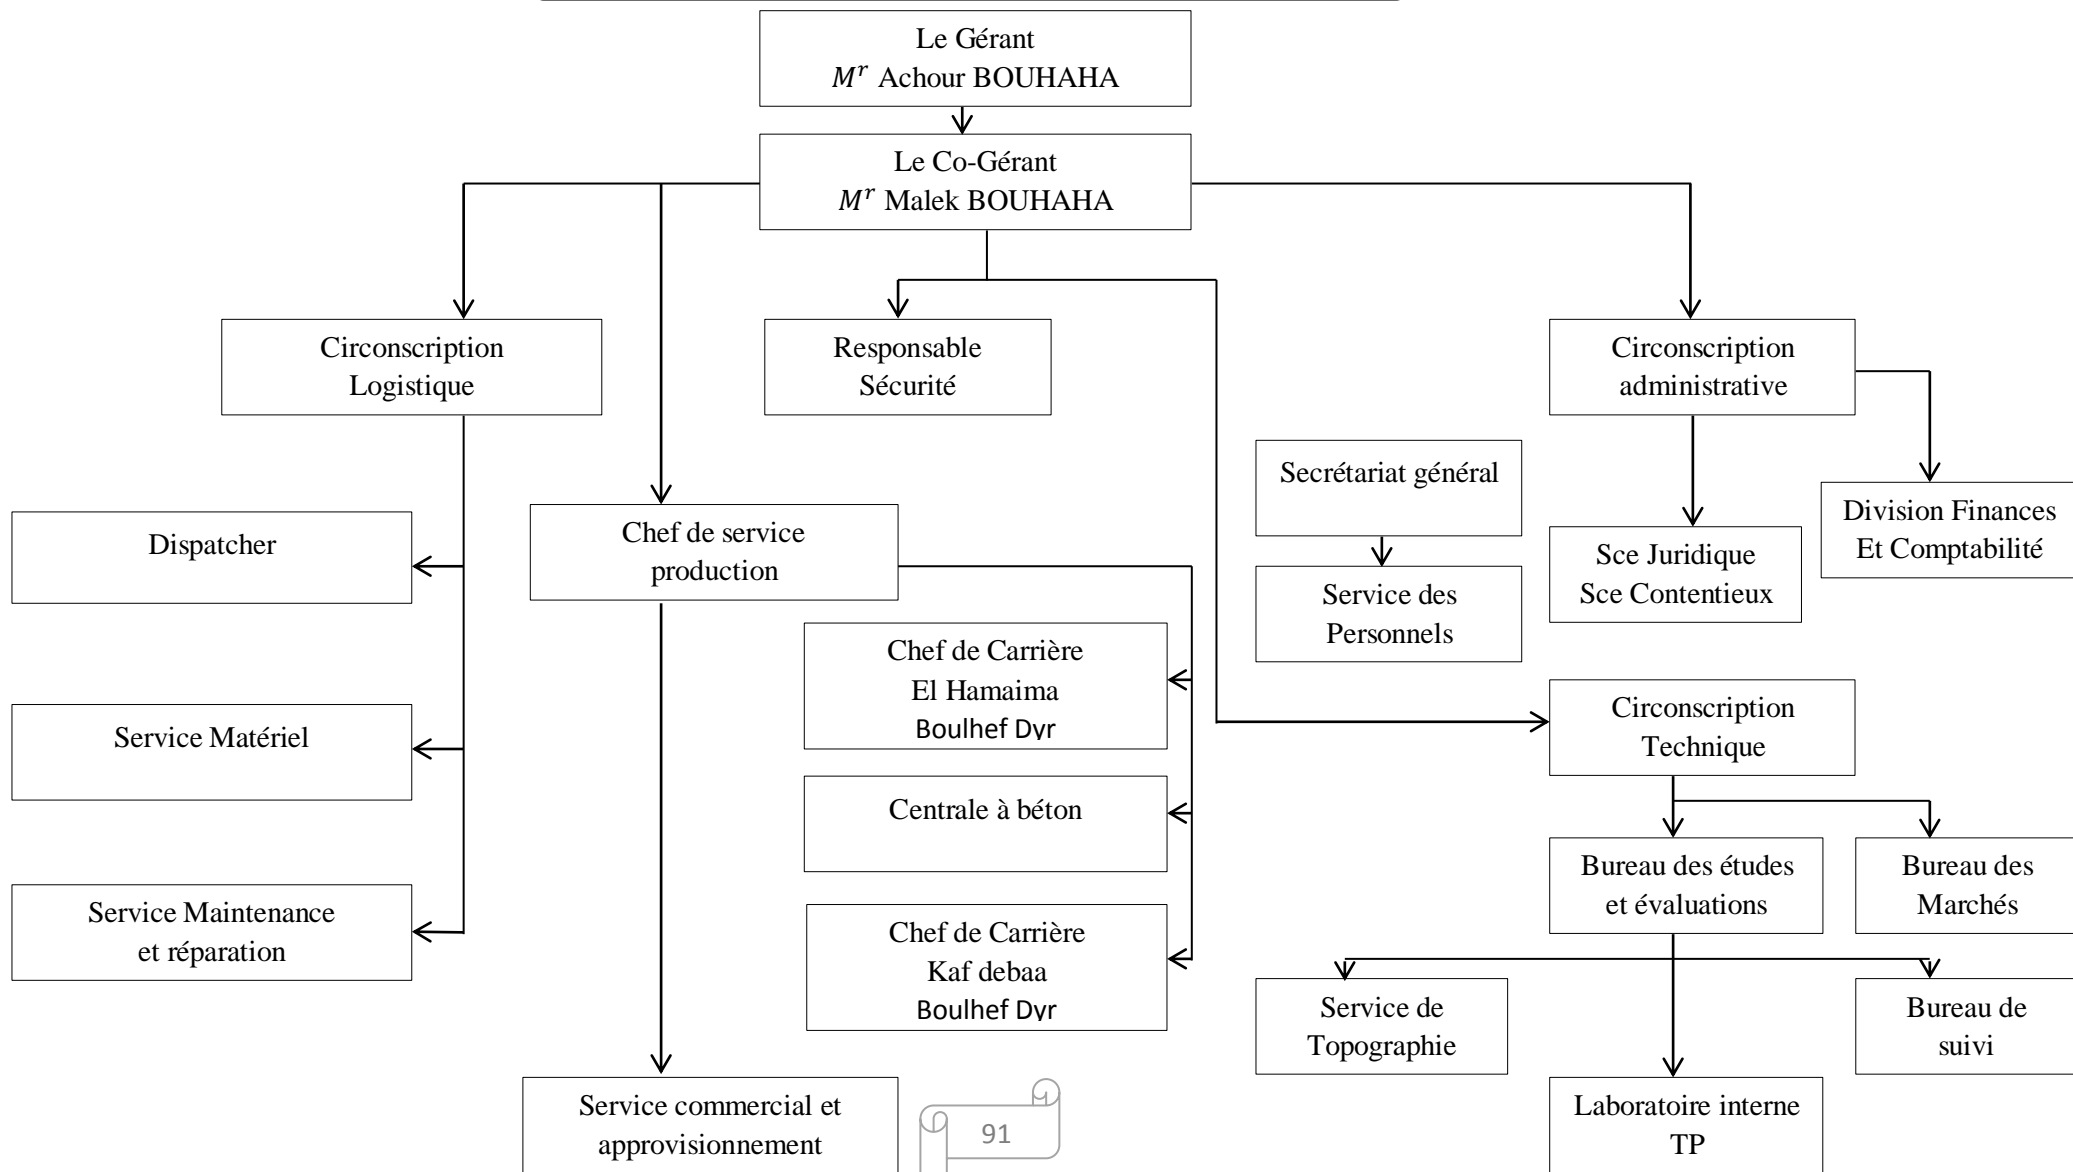 Le Gérant
Mʳ Achour BOUHAHA
Le Co-Gérant
Mʳ Malek BOUHAHA
Circonscription
Logistique
Responsable
Sécurité
Circonscription
administrative
Secrétariat général
Division Finances
Et Comptabilité
Dispatcher
Chef de service
production
Sce Juridique
Sce Contentieux
Service des
Personnels
Chef de Carrière
El Hamaima
Boulhef Dyr
Circonscription
Technique
Service Matériel
Centrale à béton
Bureau des études
et évaluations
Bureau des
Marchés
Service Maintenance
et réparation
Chef de Carrière
Kaf debaa
Boulhef Dyr
Service de
Topographie
Bureau de
suivi
Service commercial et
approvisionnement
Laboratoire interne
TP
91